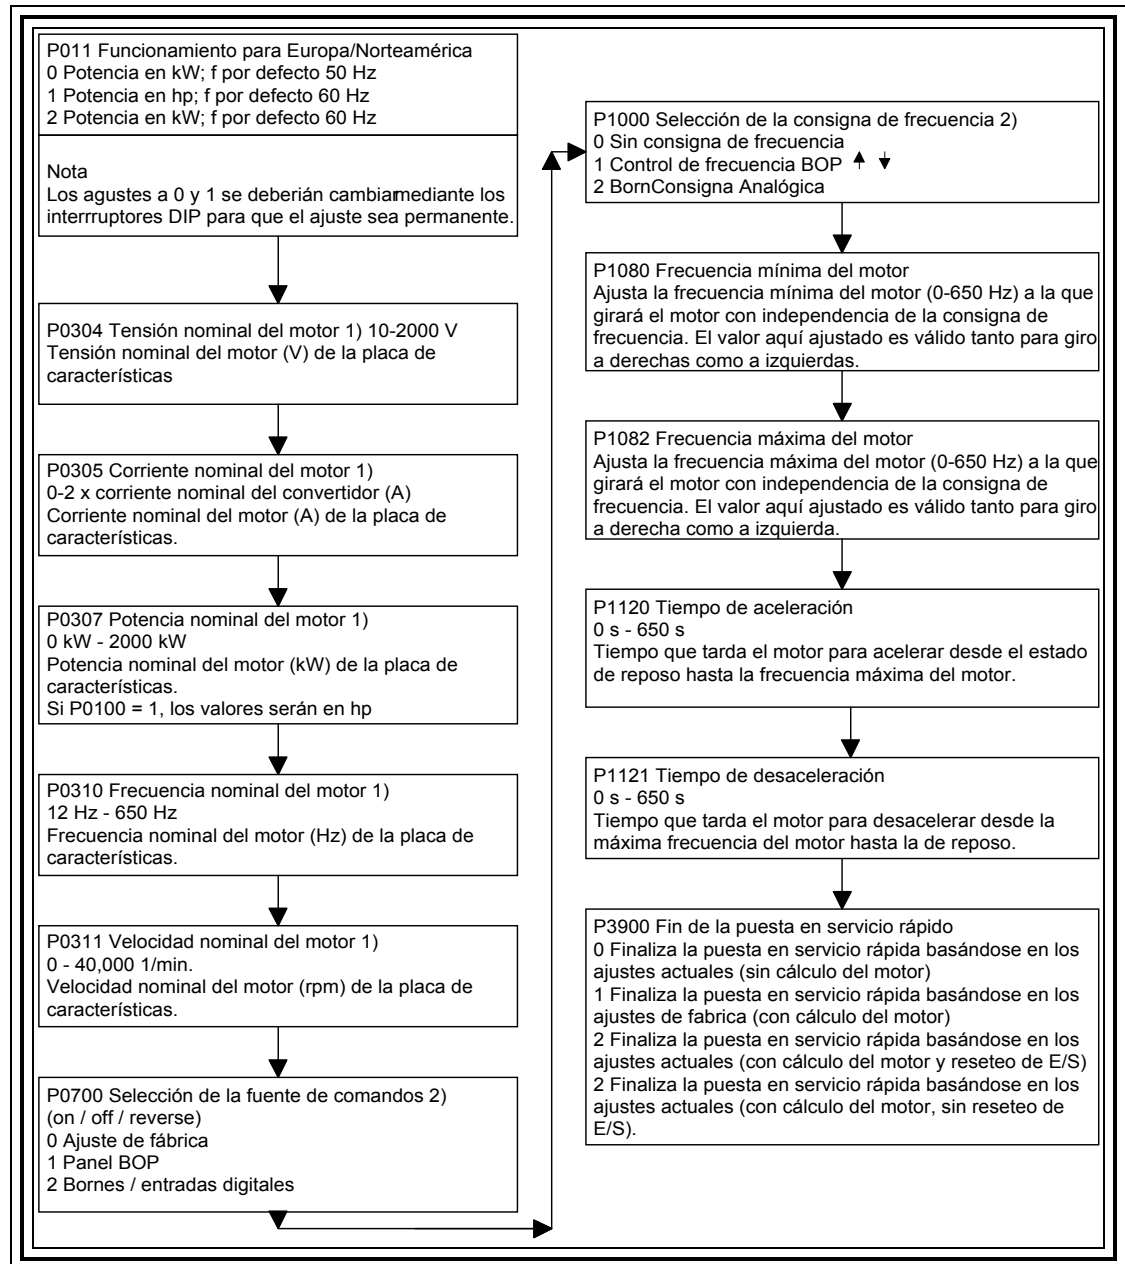 P011 Funcionamiento para Europa/Norteamérica
0 Potencia en kW; f por defecto 50 Hz
1 Potencia en hp; f por defecto 60 Hz
2 Potencia en kW; f por defecto 60 Hz
Nota
Los agustes a 0 y 1 se deberían cambiarmediante los
interrruptores DIP para que el ajuste sea permanente.
P0304 Tensión nominal del motor 1) 10-2000 V
Tensión nominal del motor (V) de la placa de
características
P0305 Corriente nominal del motor 1)
0-2 x corriente nominal del convertidor (A)
Corriente nominal del motor (A) de la placa de
características.
P0307 Potencia nominal del motor 1)
0 kW - 2000 kW
Potencia nominal del motor (kW) de la placa de
características.
Si P0100 = 1, los valores serán en hp
P0310 Frecuencia nominal del motor 1)
12 Hz - 650 Hz
Frecuencia nominal del motor (Hz) de la placa de
características.
P0311 Velocidad nominal del motor 1)
0 - 40,000 1/min.
Velocidad nominal del motor (rpm) de la placa de
características.
P0700 Selección de la fuente de comandos 2)
(on / off / reverse)
0 Ajuste de fábrica
1 Panel BOP
2 Bornes / entradas digitales
P1000 Selección de la consigna de frecuencia 2)
0 Sin consigna de frecuencia
1 Control de frecuencia BOP
2 BornConsigna Analógica
P1080 Frecuencia mínima del motor
Ajusta la frecuencia mínima del motor (0-650 Hz) a la que
girará el motor con independencia de la consigna de
frecuencia. El valor aquí ajustado es válido tanto para giro
a derechas como a izquierdas.
P1082 Frecuencia máxima del motor
Ajusta la frecuencia máxima del motor (0-650 Hz) a la que
girará el motor con independencia de la consigna de
frecuencia. El valor aquí ajustado es válido tanto para giro
a derecha como a izquierda.
P1120 Tiempo de aceleración
0 s - 650 s
Tiempo que tarda el motor para acelerar desde el estado
de reposo hasta la frecuencia máxima del motor.
P1121 Tiempo de desaceleración
0 s - 650 s
Tiempo que tarda el motor para desacelerar desde la
máxima frecuencia del motor hasta la de reposo.
P3900 Fin de la puesta en servicio rápido
0 Finaliza la puesta en servicio rápida basándose en los
ajustes actuales (sin cálculo del motor)
1 Finaliza la puesta en servicio rápida basándose en los
ajustes de fabrica (con cálculo del motor)
2 Finaliza la puesta en servicio rápida basándose en los
ajustes actuales (con cálculo del motor y reseteo de E/S)
2 Finaliza la puesta en servicio rápida basándose en los
ajustes actuales (con cálculo del motor, sin reseteo de
E/S).